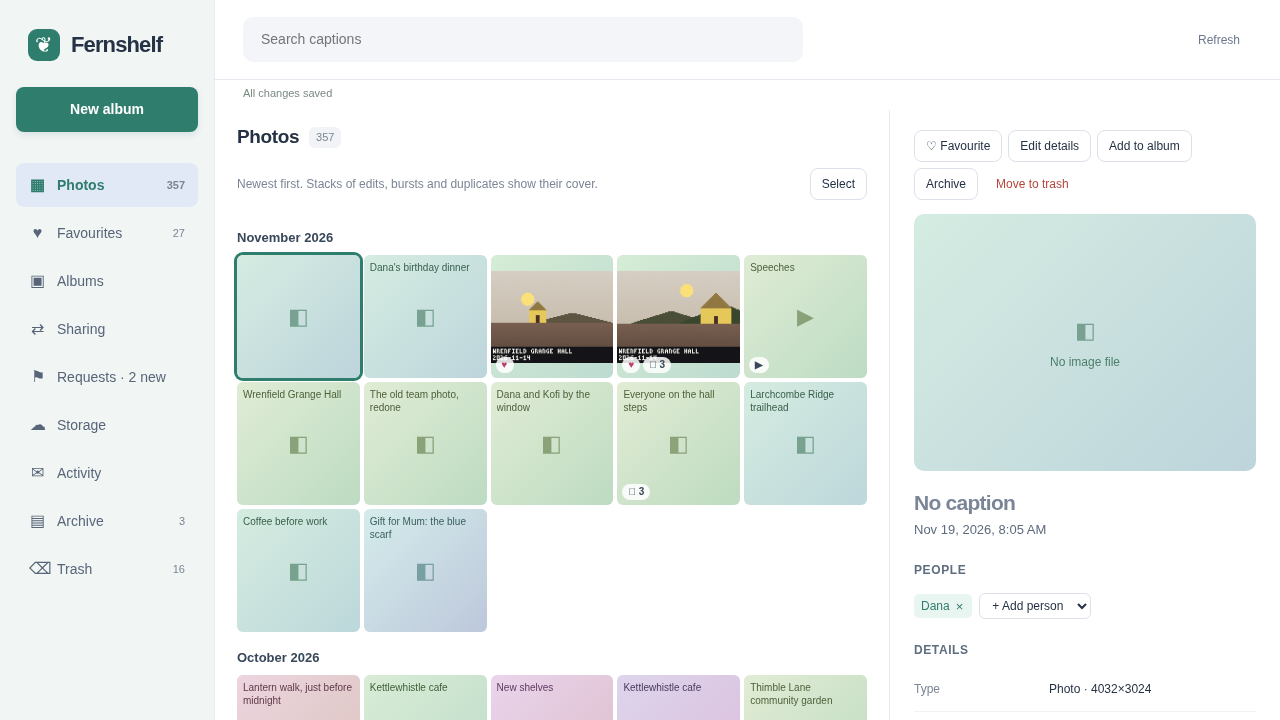 Fernshelf
New album
Photos 357
Favourites 27
Albums
Sharing
Requests · 2 new
Storage
Activity
Archive 3
Trash 16
Search captions
Refresh
All changes saved
Photos 357
Newest first. Stacks of edits, bursts and duplicates show their cover.
Select
November 2026
Dana's birthday dinner
WRENFIELD GRANGE HALL
WRENFIELD GRANGE HALL
3
Speeches
Wrenfield Grange Hall
The old team photo,
redone
Dana and Kofi by the
window
Everyone on the hall
steps
3
Larchcombe Ridge
trailhead
Coffee before work
Gift for Mum: the blue
scarf
October 2026
Lantern walk, just before
midnight
Kettlewhistle cafe
New shelves
Kettlewhistle cafe
Thimble Lane
community garden
♡ Favourite
Edit details
Add to album
Archive
Move to trash
No image file
No caption
Nov 19, 2026, 8:05 AM
PEOPLE
Dana ×
+ Add person
DETAILS
Type Photo · 4032×3024